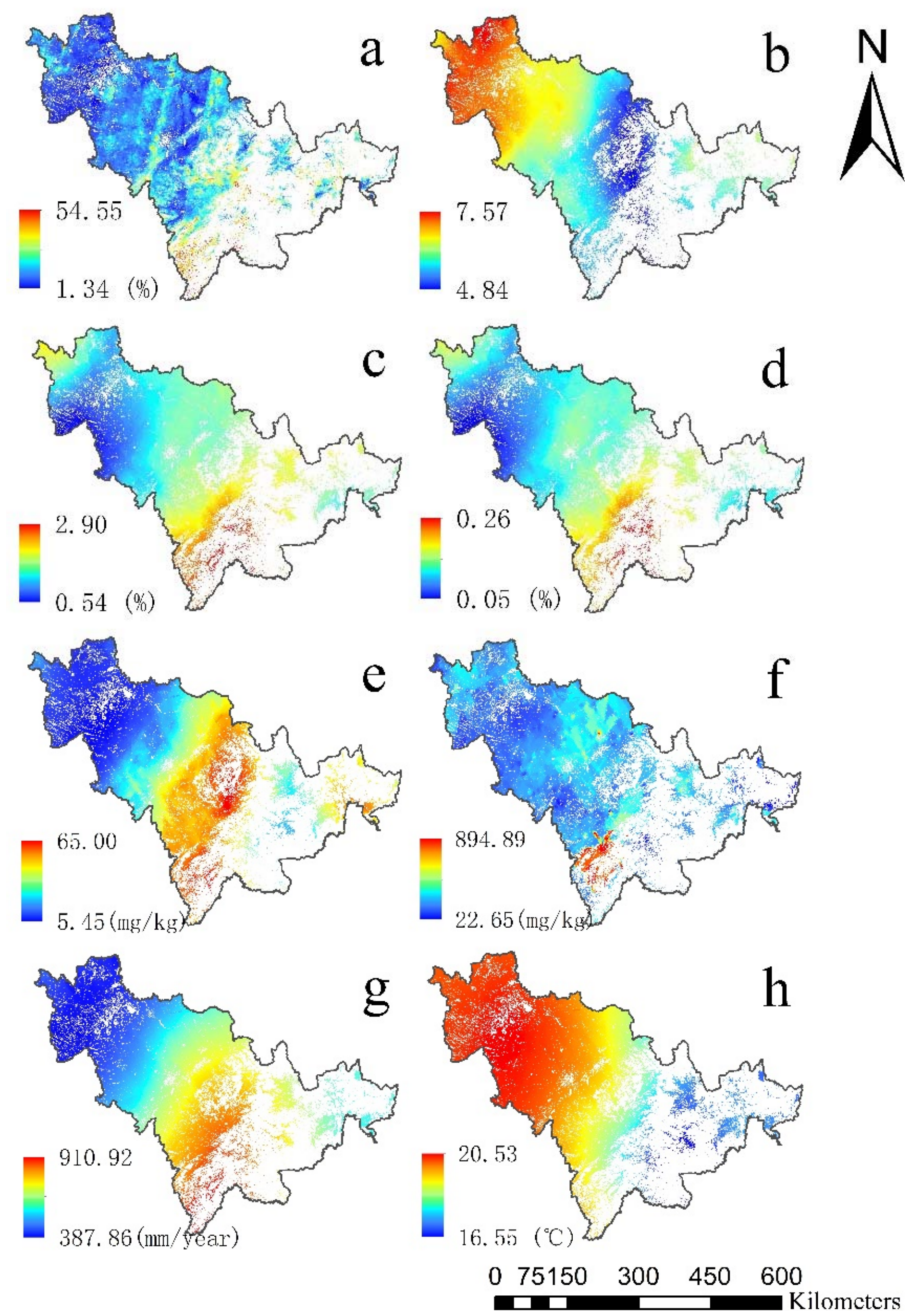 a
b
N
54.55
1.34 (%)
7.57
4.84
c
d
2.90
0.54 (%)
0.26
0.05 (%)
e
f
65.00
5.45(mg/kg)
894.89
22.65(mg/kg)
g
h
910.92
387.86(mm/year)
20.53
16.55 (℃)
0 75150 300 450 600
Kilometers